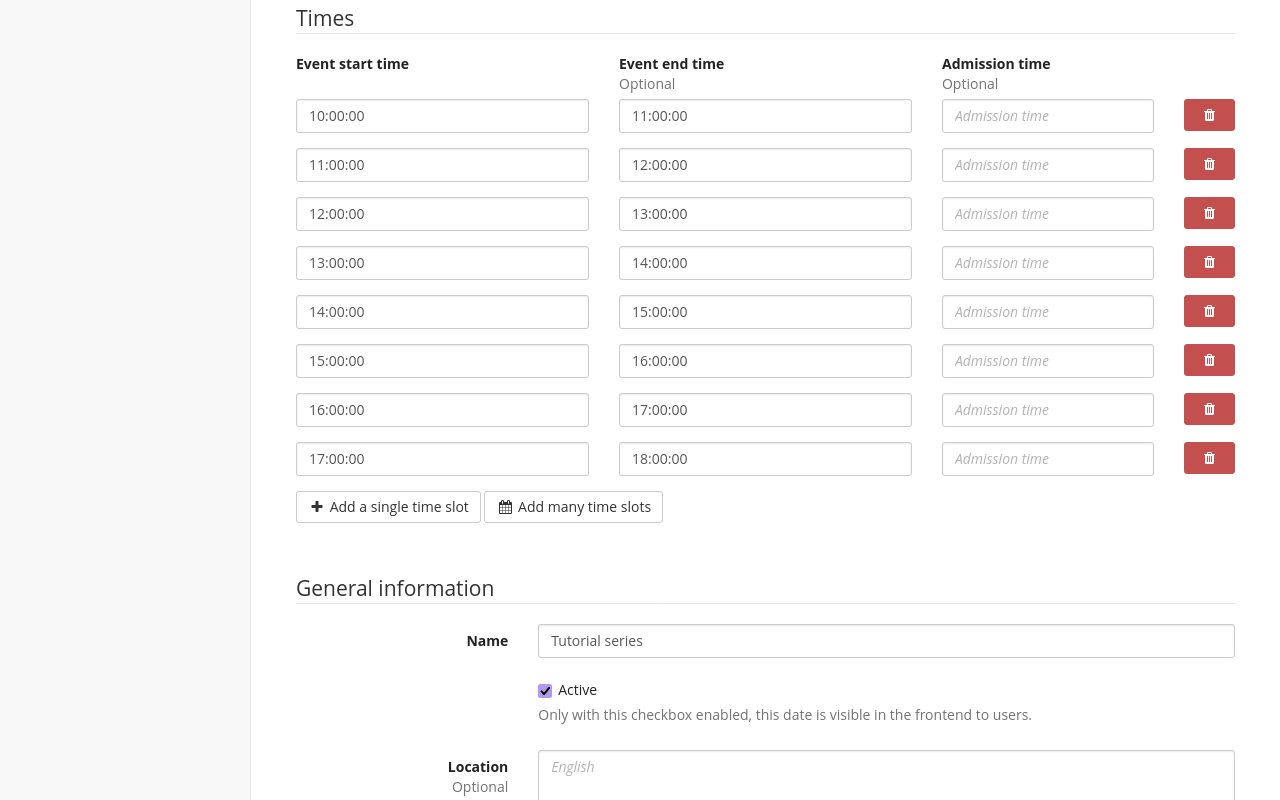 Times
Event start time Event end time Admission time
Optional Optional
10:00:00 11:00:00 Admission time
11:00:00 12:00:00 Admission time
12:00:00 13:00:00 Admission time
13:00:00 14:00:00 Admission time
14:00:00 15:00:00 Admission time
15:00:00 16:00:00 Admission time
16:00:00 17:00:00 Admission time
17:00:00 18:00:00 Admission time
Add a single time slot Add many time slots
General information
Name Tutorial series
Active
Only with this checkbox enabled, this date is visible in the frontend to users.
Location English
Optional